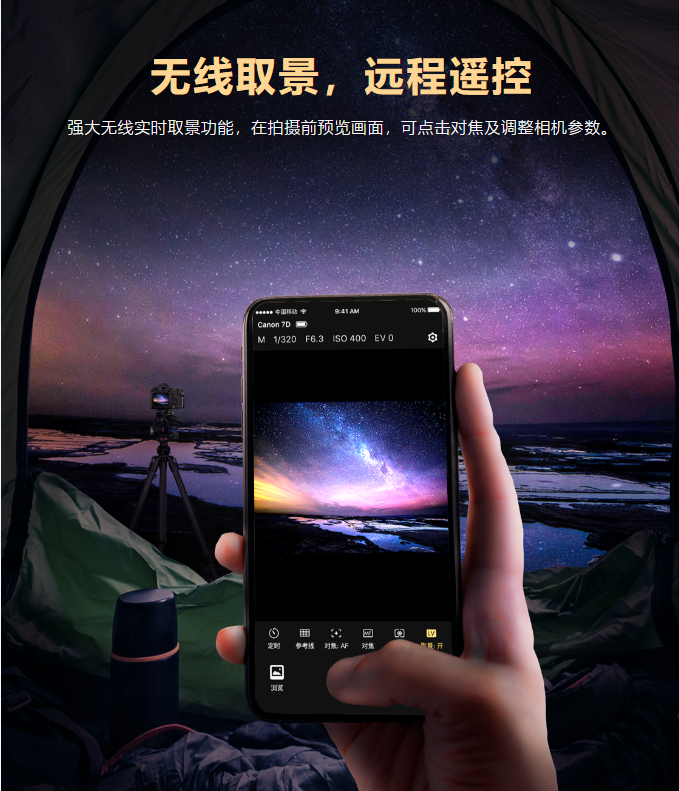 无线取景，远程遥控
强大无线实时取景功能，在拍摄前预览画面，可点击对焦及调整相机参数。
中国移动 9:41 AM 100%
Canon 7D
M 1/320 F6.3 ISO 400 EV 0
定时 参考线 对焦: AF 对焦 景: 开
LV
浏览